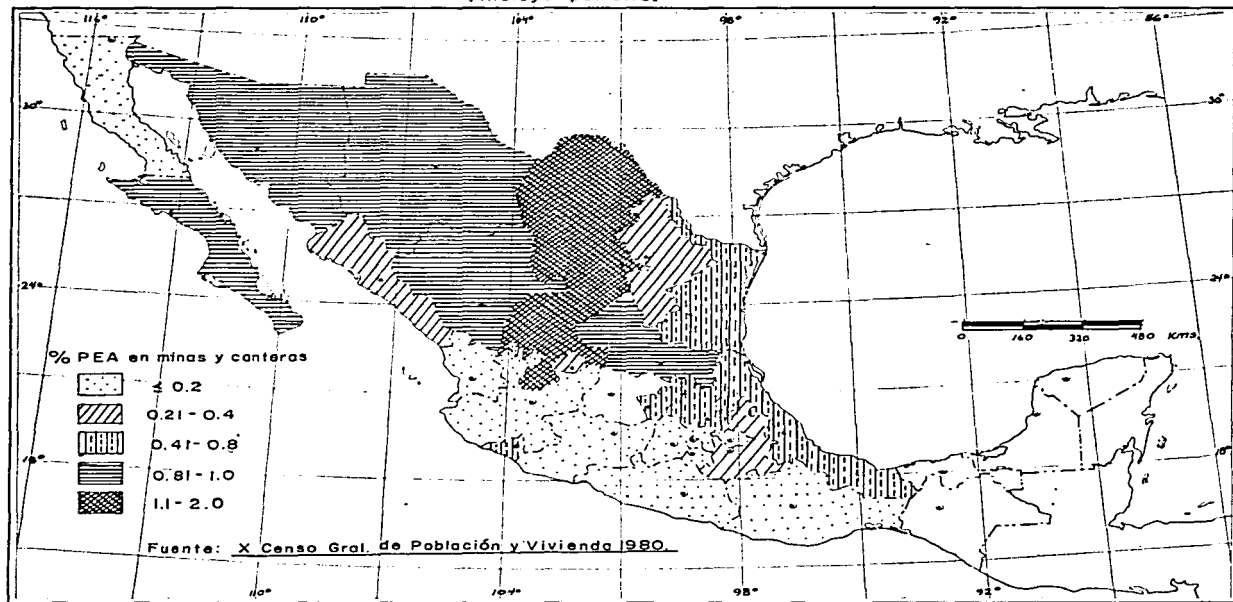 116° 110° 104° 98° 92° 86°
30° 30°
24° 24°
0 160 320 480 Kms.
% PEA en minas y canteras
≤ 0.2
0.21 - 0.4
0.41 - 0.8
0.81 - 1.0
1.1 - 2.0
18° 18°
Fuente: X Censo Gral. de Población y Vivienda 1980.
110° 104° 98° 92°